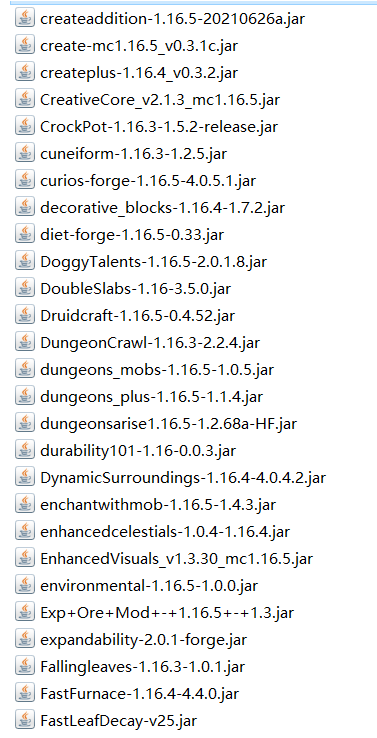 createaddition-1.16.5-20210626a.jar
create-mc1.16.5_v0.3.1c.jar
createplus-1.16.4_v0.3.2.jar
CreativeCore_v2.1.3_mc1.16.5.jar
CrockPot-1.16.3-1.5.2-release.jar
cuneiform-1.16.3-1.2.5.jar
curios-forge-1.16.5-4.0.5.1.jar
decorative_blocks-1.16.4-1.7.2.jar
diet-forge-1.16.5-0.33.jar
DoggyTalents-1.16.5-2.0.1.8.jar
DoubleSlabs-1.16-3.5.0.jar
Druidcraft-1.16.5-0.4.52.jar
DungeonCrawl-1.16.3-2.2.4.jar
dungeons_mobs-1.16.5-1.0.5.jar
dungeons_plus-1.16.5-1.1.4.jar
dungeonsarise1.16.5-1.2.68a-HF.jar
durability101-1.16-0.0.3.jar
DynamicSurroundings-1.16.4-4.0.4.2.jar
enchantwithmob-1.16.5-1.4.3.jar
enhancedcelestials-1.0.4-1.16.4.jar
EnhancedVisuals_v1.3.30_mc1.16.5.jar
environmental-1.16.5-1.0.0.jar
Exp+Ore+Mod+-+1.16.5+-+1.3.jar
expandability-2.0.1-forge.jar
Fallingleaves-1.16.3-1.0.1.jar
FastFurnace-1.16.4-4.4.0.jar
FastLeafDecay-v25.jar